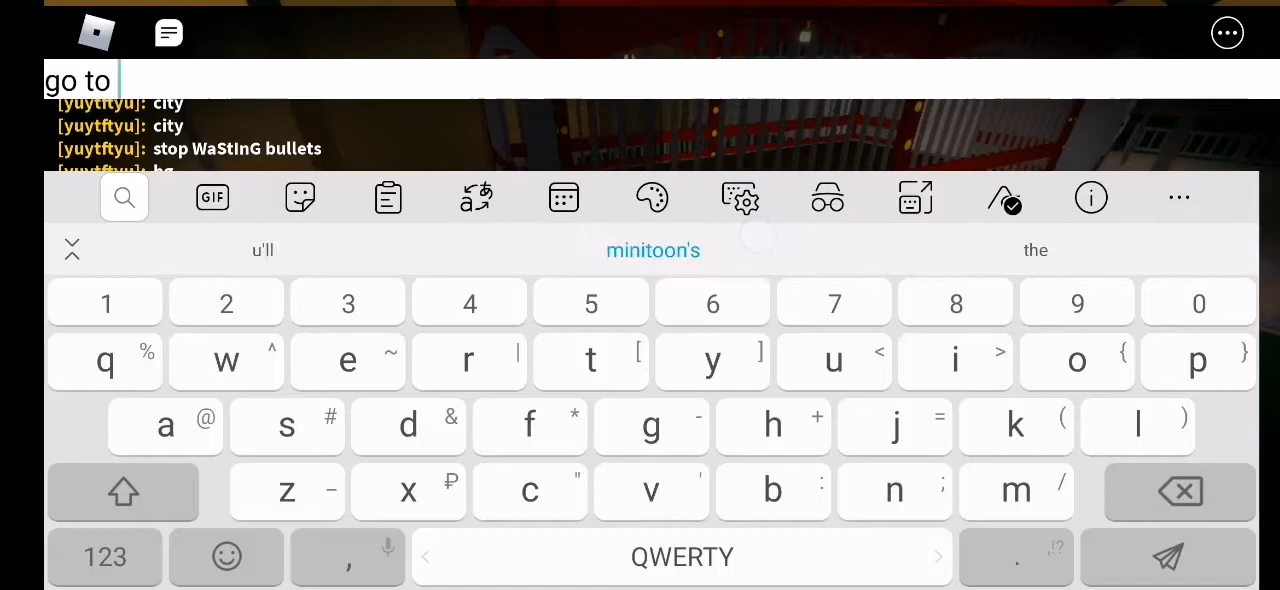 go to
[yuytftyu]: city
[yuytftyu]: city
[yuytftyu]: stop WaStInG bullets
GIF
u'll minitoon's the
1 2 3 4 5 6 7 8 9 0
q % w ^ e ~ r | t [ y ] u < i > o { p }
a @ s # d & f * g - h + j = k ( l )
z _ x ₽ c " v ' b : n ; m /
123 , < QWERTY > . ,!?